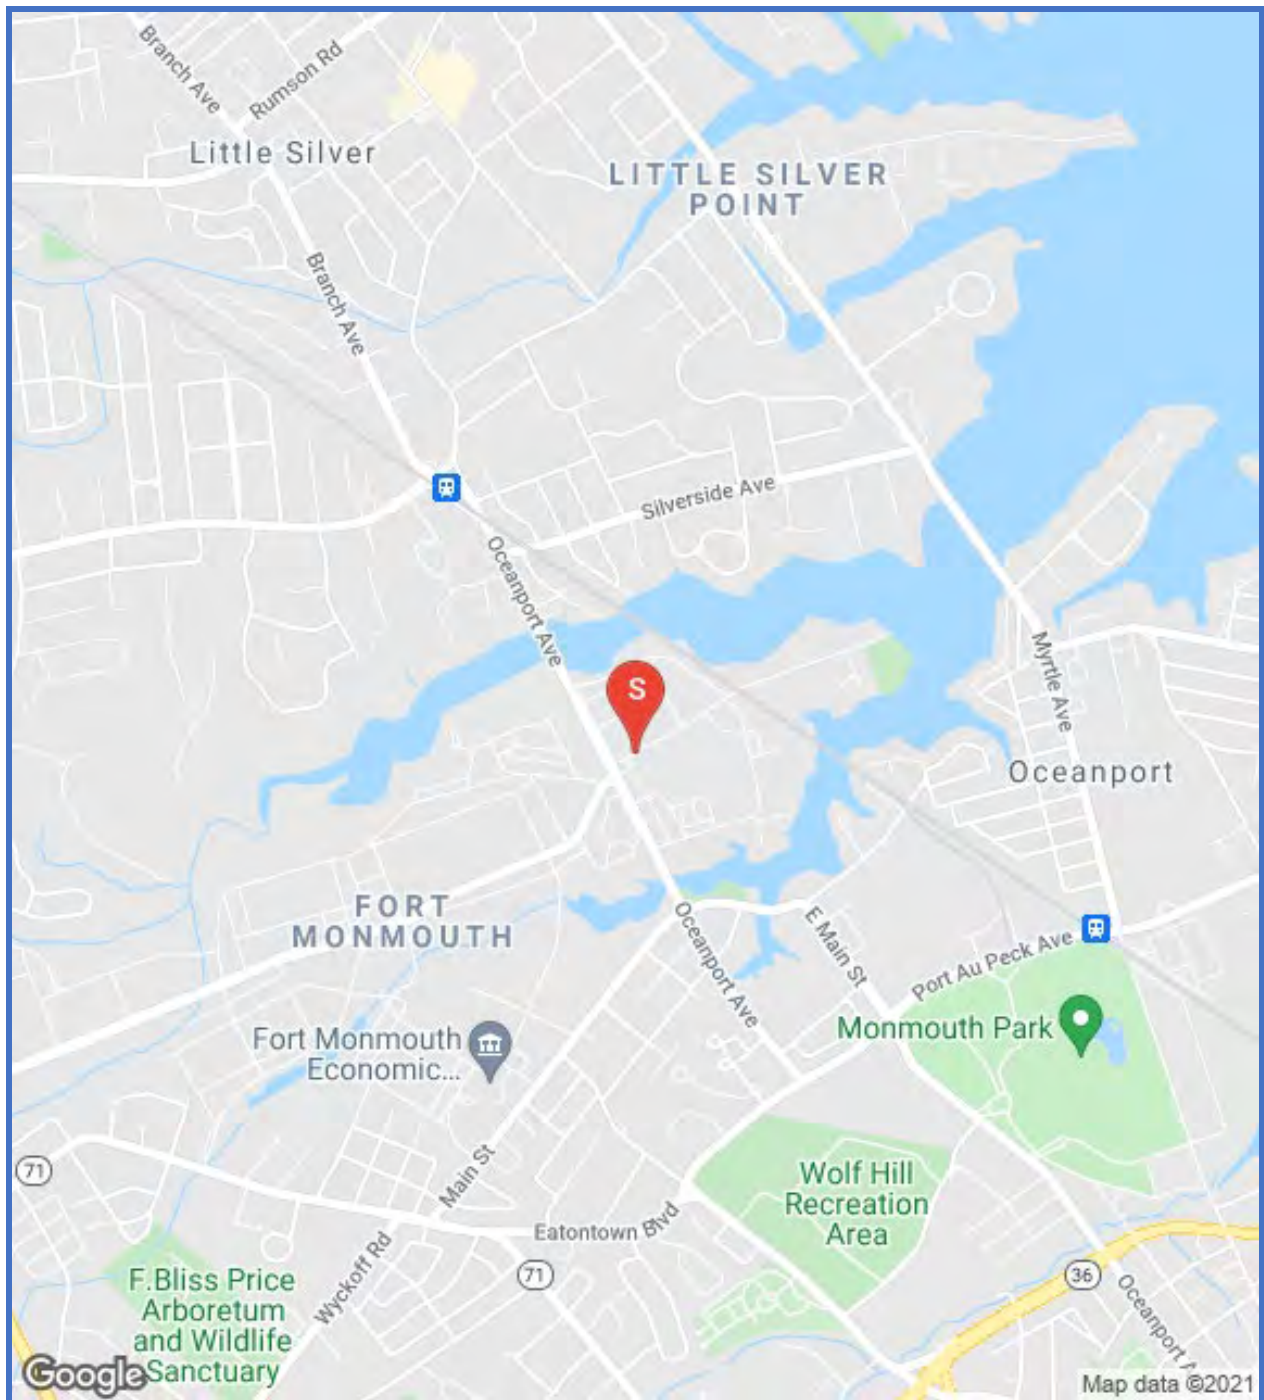 Branch Ave
Rumson Rd
Little Silver
LITTLE SILVER
POINT
Branch Ave
Silverside Ave
Oceanport Ave
S
Myrtle Ave
Oceanport
FORT
MONMOUTH
Oceanport Ave
E Main St
Port Au Peck Ave
Monmouth Park
Fort Monmouth
Economic...
71
Main St
Wolf Hill
Recreation
Area
Eatontown Blvd
Wyckoff Rd
71
36
F.Bliss Price
Arboretum
and Wildlife
Sanctuary
Oceanport A
Google
Map data ©2021